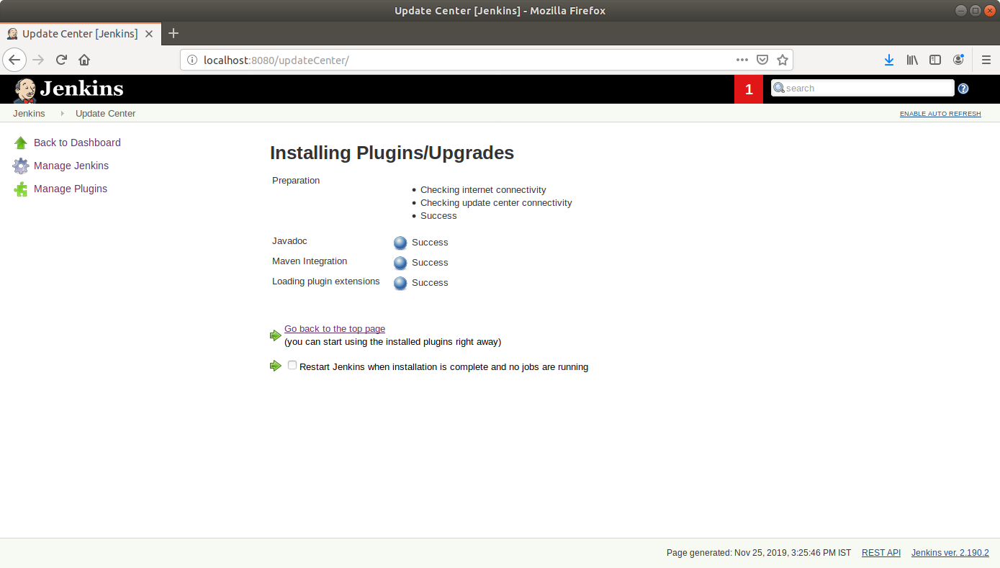 Update Center [Jenkins] - Mozilla Firefox
Update Center [Jenkins]
localhost:8080/updateCenter/
Jenkins
1
search
Jenkins
Update Center
ENABLE AUTO REFRESH
Back to Dashboard
Manage Jenkins
Manage Plugins
Installing Plugins/Upgrades
Preparation
Checking internet connectivity
Checking update center connectivity
Success
Javadoc
Success
Maven Integration
Success
Loading plugin extensions
Success
Go back to the top page
(you can start using the installed plugins right away)
Restart Jenkins when installation is complete and no jobs are running
Page generated: Nov 25, 2019, 3:25:46 PM IST
REST API
Jenkins ver. 2.190.2